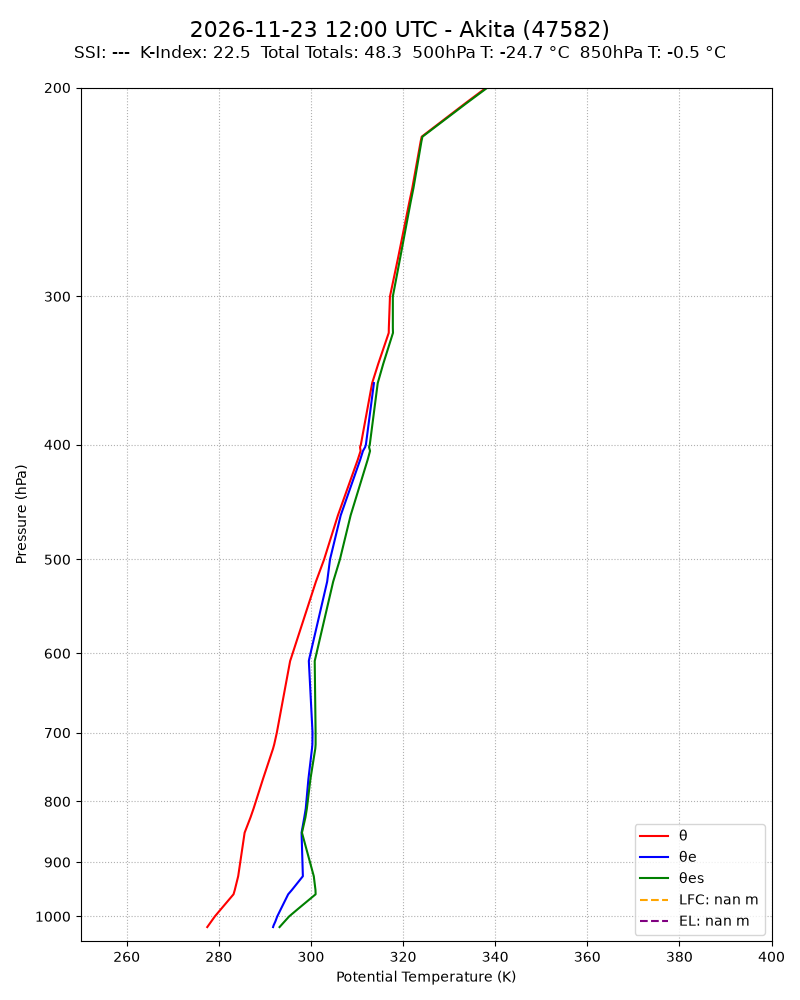 2026-11-23 12:00 UTC - Akita (47582)
SSI: --- K-Index: 22.5 Total Totals: 48.3 500hPa T: -24.7 °C 850hPa T: -0.5 °C
200
300
400
500
600
700
800
900
1000
Pressure (hPa)
260 280 300 320 340 360 380 400
Potential Temperature (K)
θ
θe
θes
LFC: nan m
EL: nan m